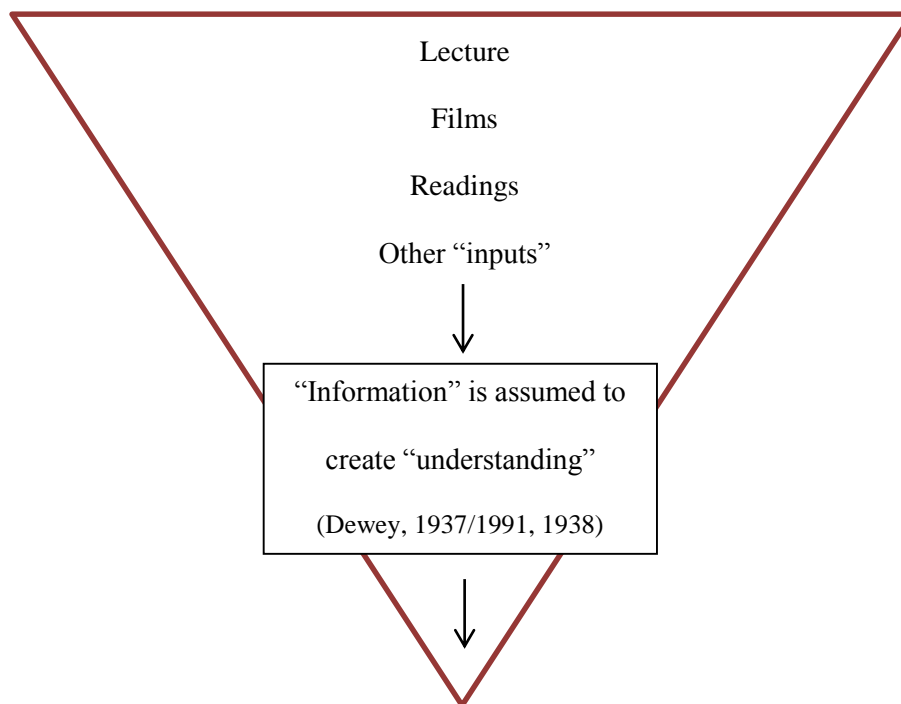 Lecture
Films
Readings
Other “inputs”
“Information” is assumed to
create “understanding”
(Dewey, 1937/1991, 1938)